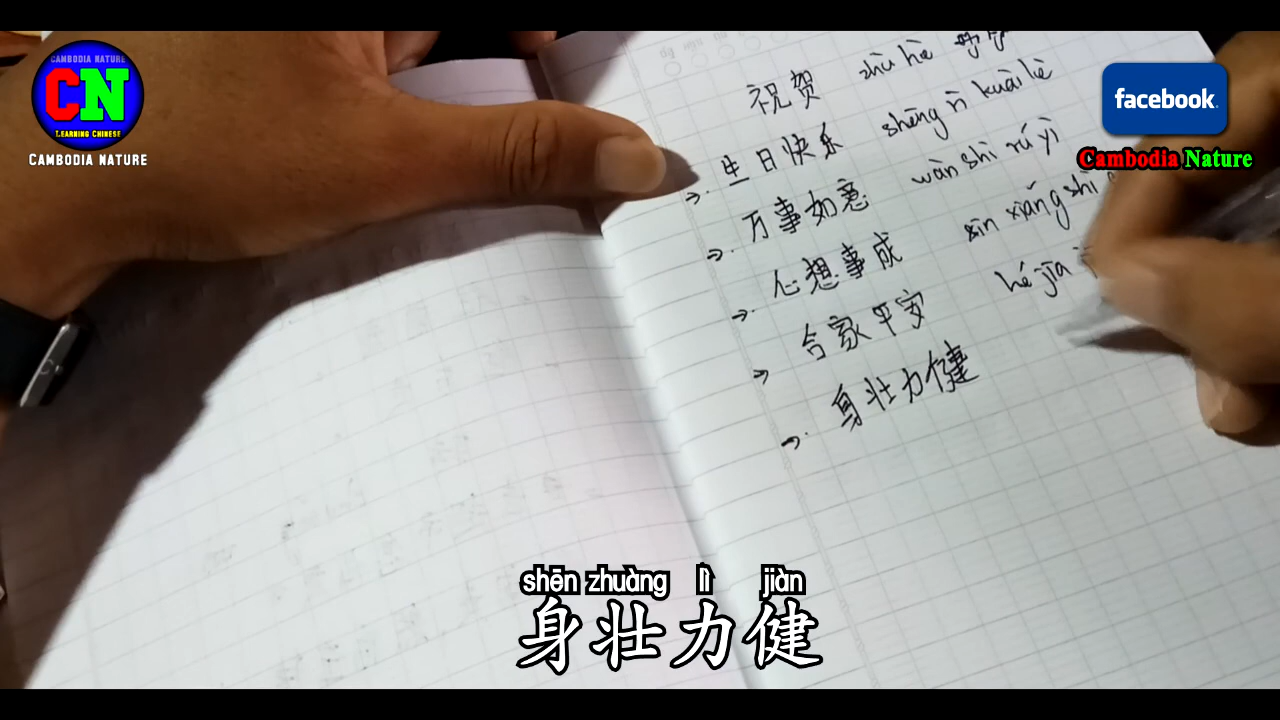 CAMBODIA NATURE
CN
LEARNING CHINESE
CAMBODIA NATURE
facebook
Cambodia Nature
祝贺 zhù hè
生日快乐 shēng rì kuài lè
万事如意 wàn shì rú yì
心想事成 xīn xiǎng shì
合家平安 hé jiā
身壮力健
shēn zhuàng lì jiàn
身壮力健